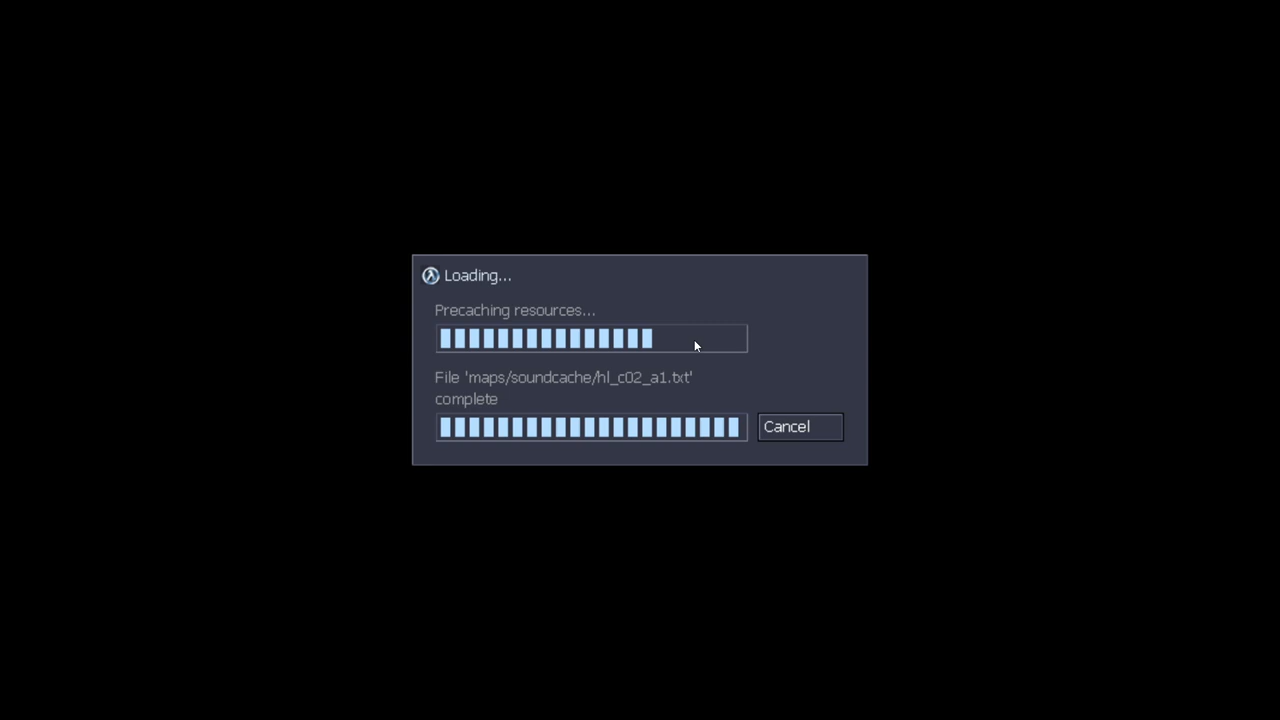 Loading...
Precaching resources...
File 'maps/soundcache/hl_c02_a1.txt'
complete
Cancel